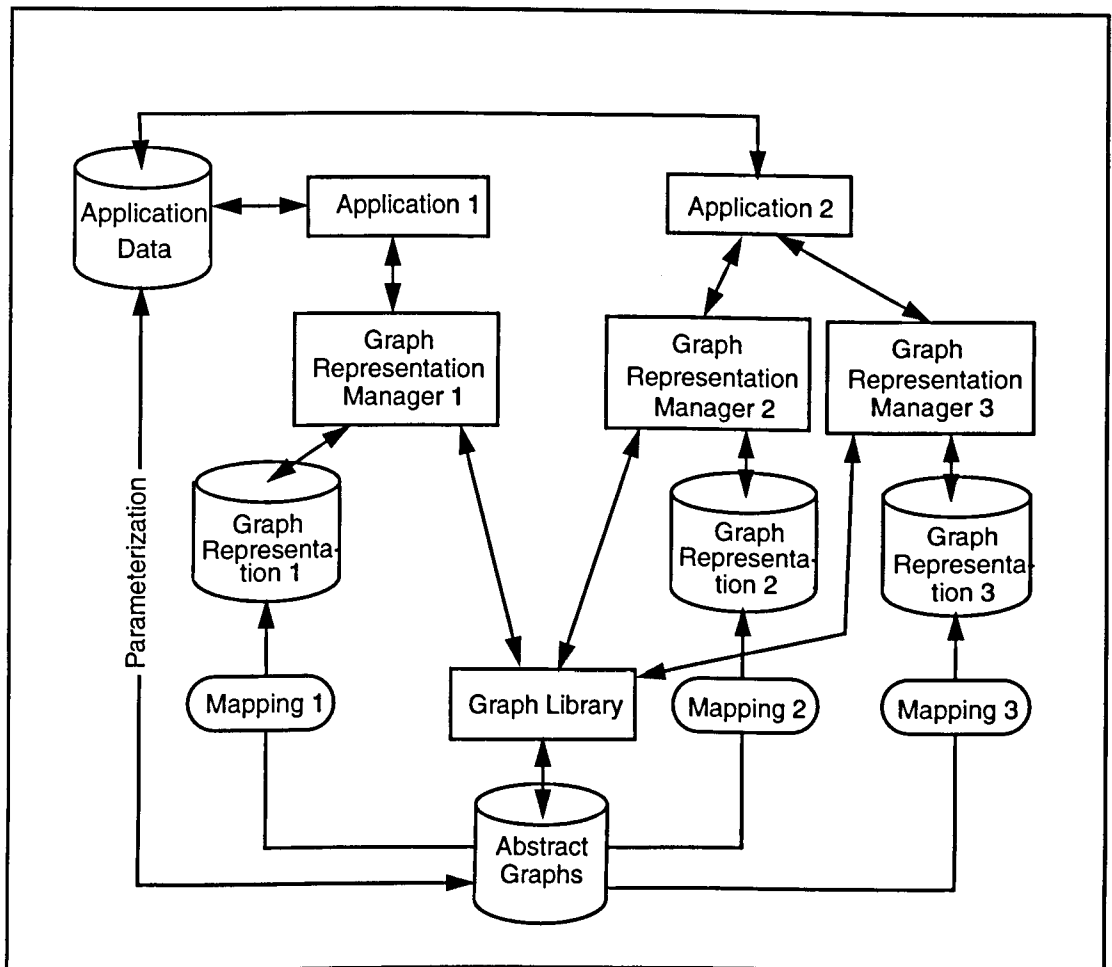 Application
Data
Application 1
Application 2
Graph
Representation
Manager 1
Graph
Representation
Manager 2
Graph
Representation
Manager 3
Parameterization
Graph
Representa-
tion 1
Graph
Representa-
tion 2
Graph
Representa-
tion 3
Mapping 1
Graph Library
Mapping 2
Mapping 3
Abstract
Graphs